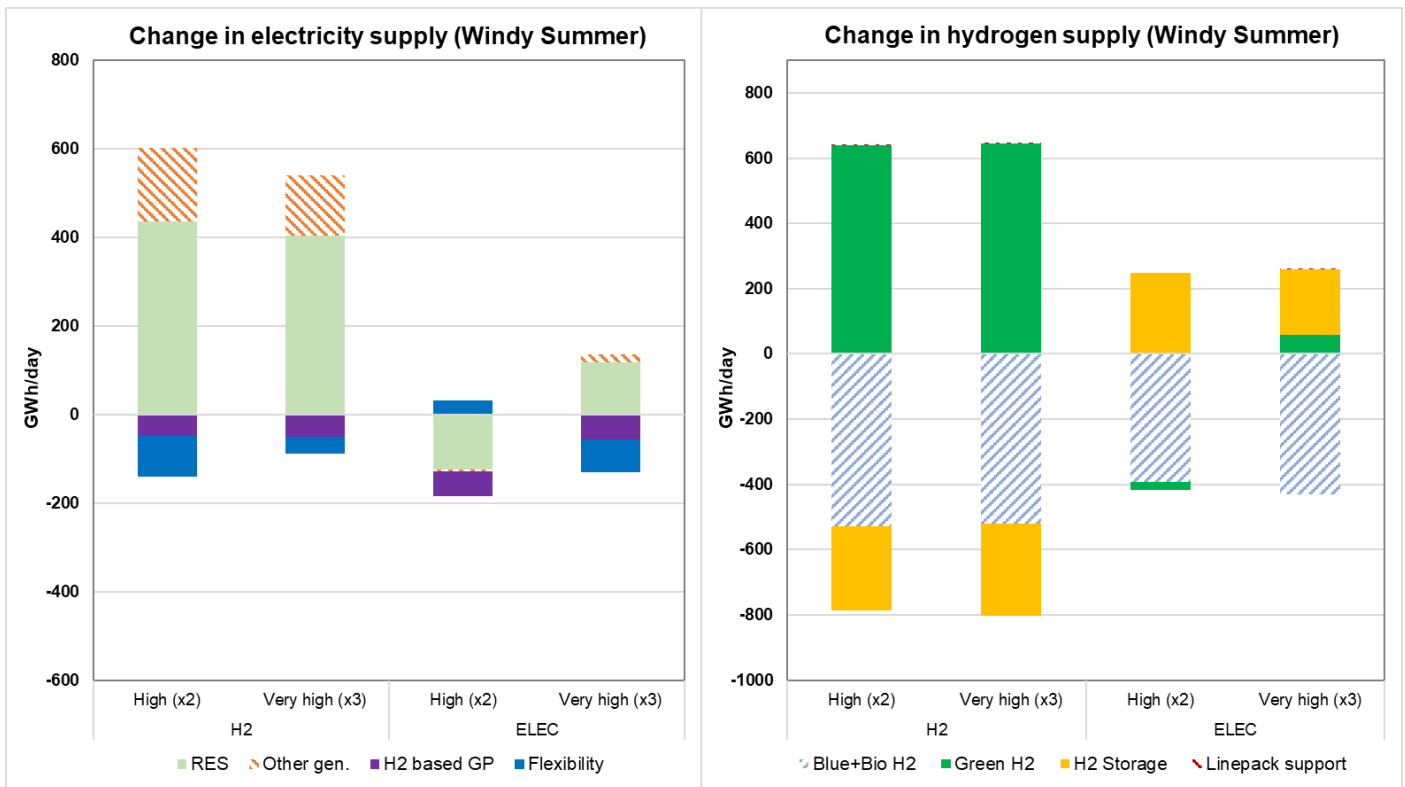 Change in electricity supply (Windy Summer)
800
600
400
200
0
-200
-400
-600
GWh/day
High (x2) Very high (x3) High (x2) Very high (x3)
H2 ELEC
RES Other gen. H2 based GP Flexibility
Change in hydrogen supply (Windy Summer)
800
600
400
200
0
-200
-400
-600
-800
-1000
GWh/day
High (x2) Very high (x3) High (x2) Very high (x3)
H2 ELEC
Blue+Bio H2 Green H2 H2 Storage Linepack support